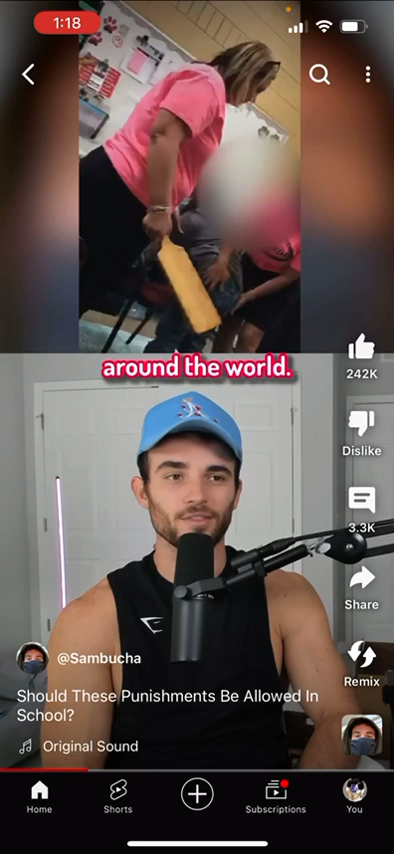 1:18
around the world.
242K
Dislike
3.3K
Share
Remix
@Sambucha
Should These Punishments Be Allowed In
School?
Original Sound
Home
Shorts
Subscriptions
You